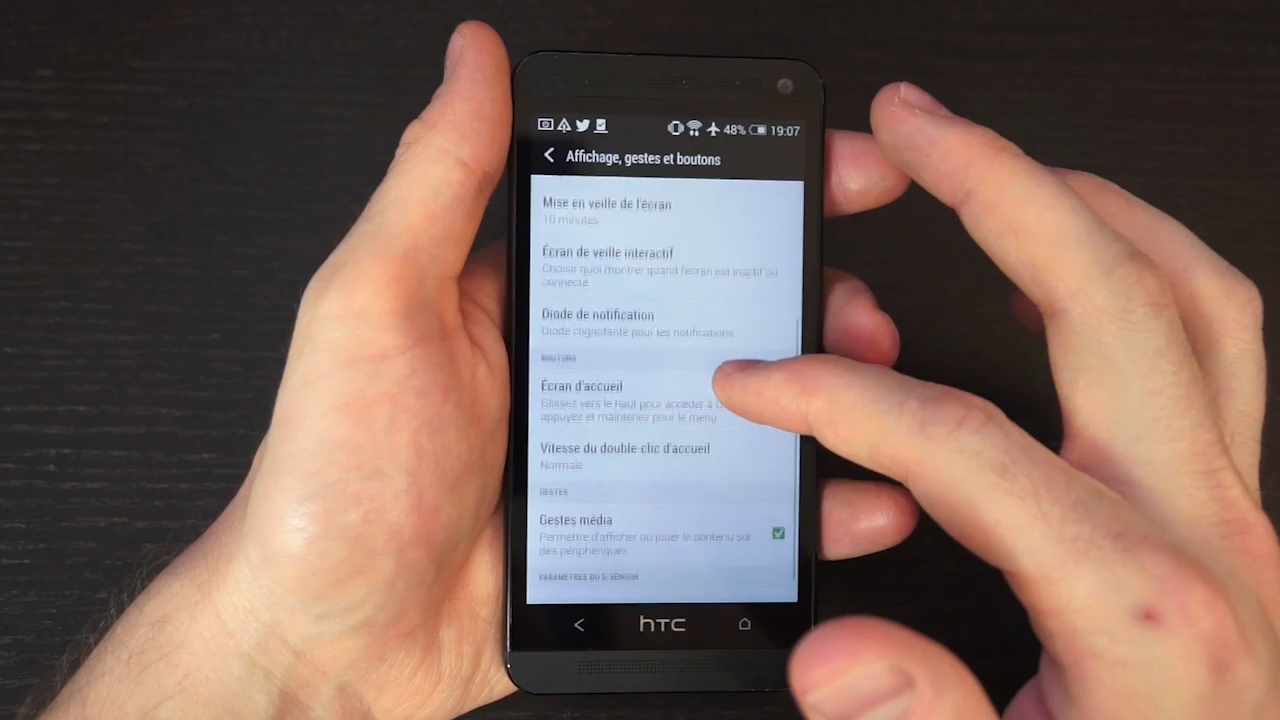 48% 19:07
Affichage, gestes et boutons
Mise en veille de l'écran
10 minutes
Écran de veille interactif
Choisir quoi montrer quand l'écran est inactif ou
connecté
Diode de notification
Diode clignotante pour les notifications
BOUTONS
Écran d'accueil
Glissez vers le haut pour accéder à
appuyez et maintenez pour le menu
Vitesse du double-clic d'accueil
Normale
GESTES
Gestes média
Permettre d'afficher ou jouer le contenu sur
des périphériques
PARAMÈTRES DU G-SENSOR
hTC